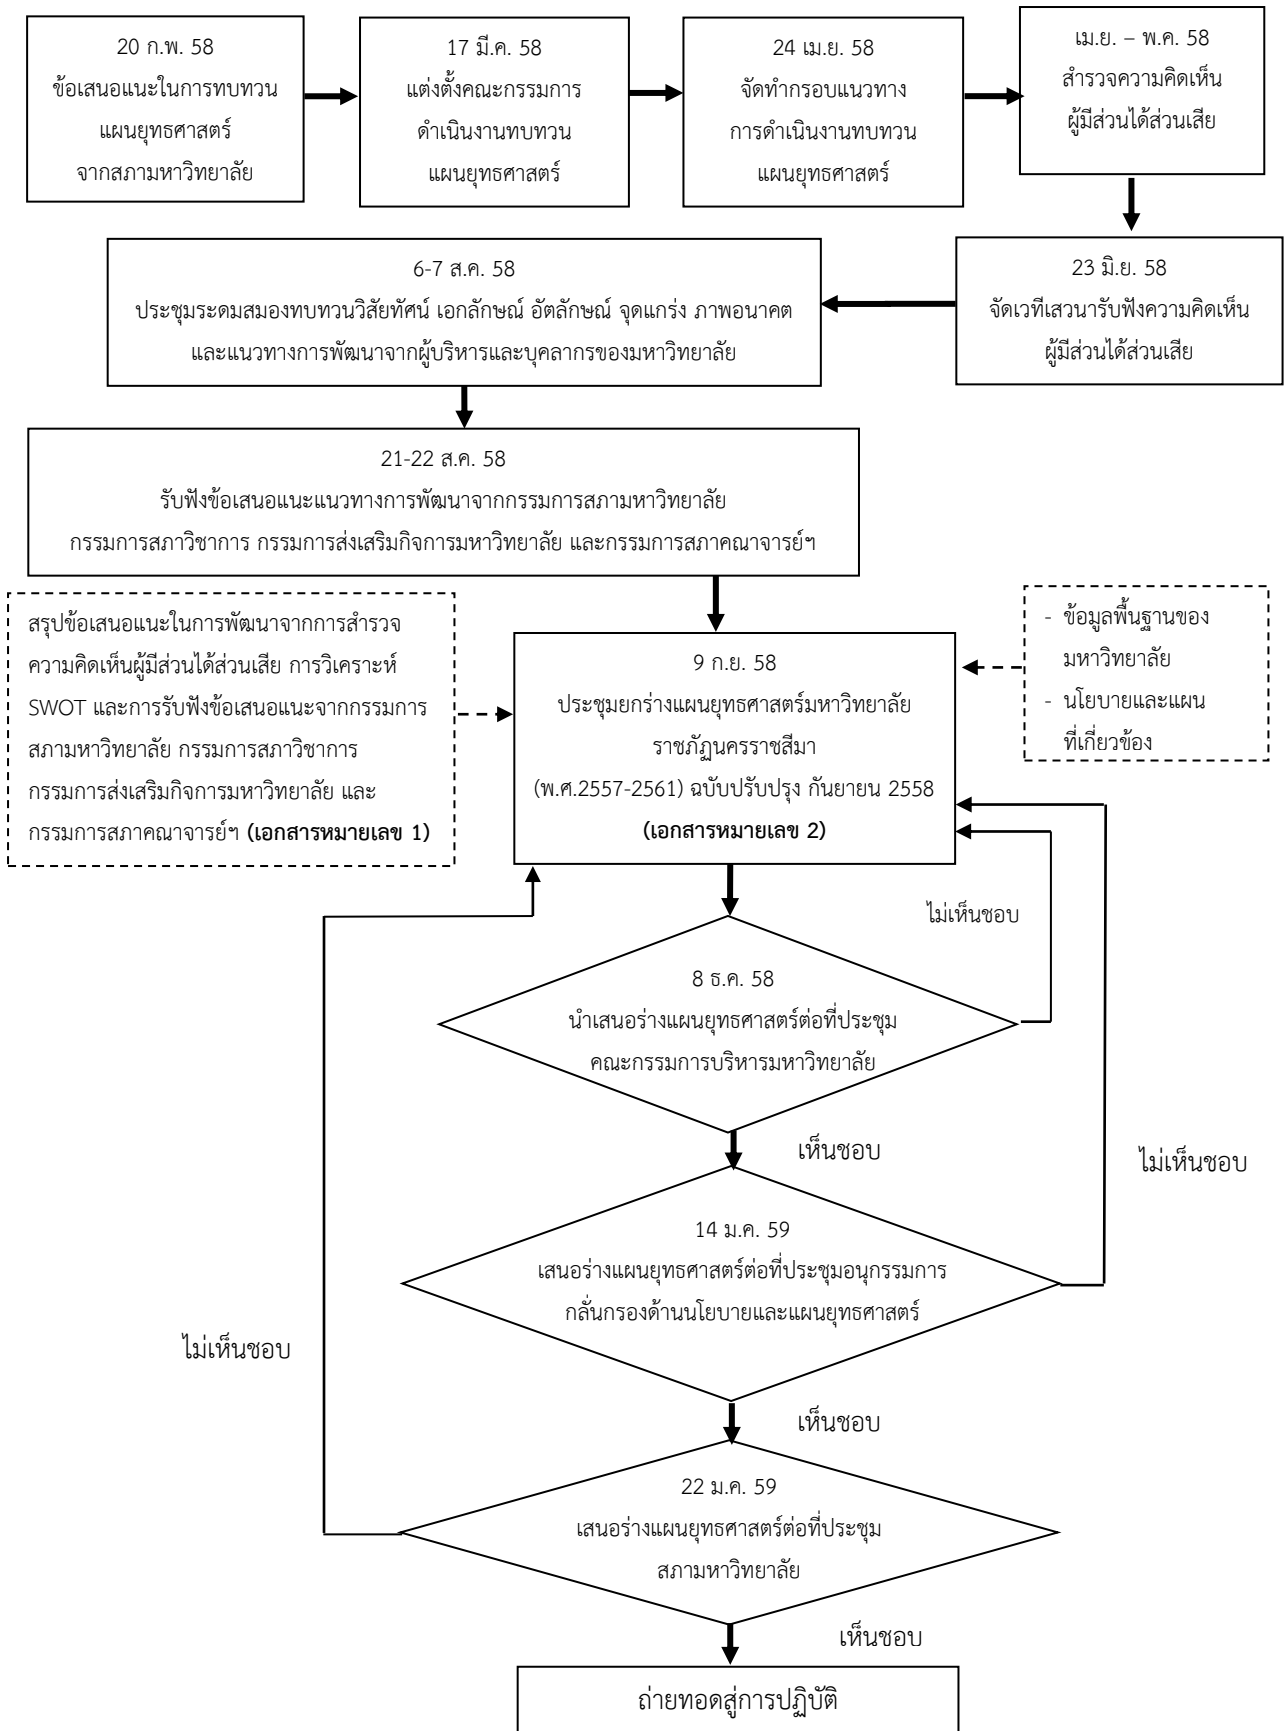 20 ก.พ. 58
ข้อเสนอแนะในการทบทวน
แผนยุทธศาสตร์
จากสภามหาวิทยาลัย
17 มี.ค. 58
แต่งตั้งคณะกรรมการ
ดำเนินงานทบทวน
แผนยุทธศาสตร์
24 เม.ย. 58
จัดทำกรอบแนวทาง
การดำเนินงานทบทวน
แผนยุทธศาสตร์
เม.ย. – พ.ค. 58
สำรวจความคิดเห็น
ผู้มีส่วนได้ส่วนเสีย
23 มิ.ย. 58
จัดเวทีเสวนารับฟังความคิดเห็น
ผู้มีส่วนได้ส่วนเสีย
6-7 ส.ค. 58
ประชุมระดมสมองทบทวนวิสัยทัศน์ เอกลักษณ์ อัตลักษณ์ จุดแกร่ง ภาพอนาคต
และแนวทางการพัฒนาจากผู้บริหารและบุคลากรของมหาวิทยาลัย
21-22 ส.ค. 58
รับฟังข้อเสนอแนะแนวทางการพัฒนาจากกรรมการสภามหาวิทยาลัย
กรรมการสภาวิชาการ กรรมการส่งเสริมกิจการมหาวิทยาลัย และกรรมการสภาคณาจารย์ฯ
สรุปข้อเสนอแนะในการพัฒนาจากการสำรวจ
ความคิดเห็นผู้มีส่วนได้ส่วนเสีย การวิเคราะห์
SWOT และการรับฟังข้อเสนอแนะจากกรรมการ
สภามหาวิทยาลัย กรรมการสภาวิชาการ
กรรมการส่งเสริมกิจการมหาวิทยาลัย และ
กรรมการสภาคณาจารย์ฯ (เอกสารหมายเลข 1)
9 ก.ย. 58
ประชุมยกร่างแผนยุทธศาสตร์มหาวิทยาลัย
ราชภัฏนครราชสีมา
(พ.ศ.2557-2561) ฉบับปรับปรุง กันยายน 2558
(เอกสารหมายเลข 2)
- ข้อมูลพื้นฐานของ
มหาวิทยาลัย
- นโยบายและแผน
ที่เกี่ยวข้อง
ไม่เห็นชอบ
8 ธ.ค. 58
นำเสนอร่างแผนยุทธศาสตร์ต่อที่ประชุม
คณะกรรมการบริหารมหาวิทยาลัย
เห็นชอบ
ไม่เห็นชอบ
14 ม.ค. 59
เสนอร่างแผนยุทธศาสตร์ต่อที่ประชุมอนุกรรมการ
กลั่นกรองด้านนโยบายและแผนยุทธศาสตร์
ไม่เห็นชอบ
เห็นชอบ
22 ม.ค. 59
เสนอร่างแผนยุทธศาสตร์ต่อที่ประชุม
สภามหาวิทยาลัย
เห็นชอบ
ถ่ายทอดสู่การปฏิบัติ